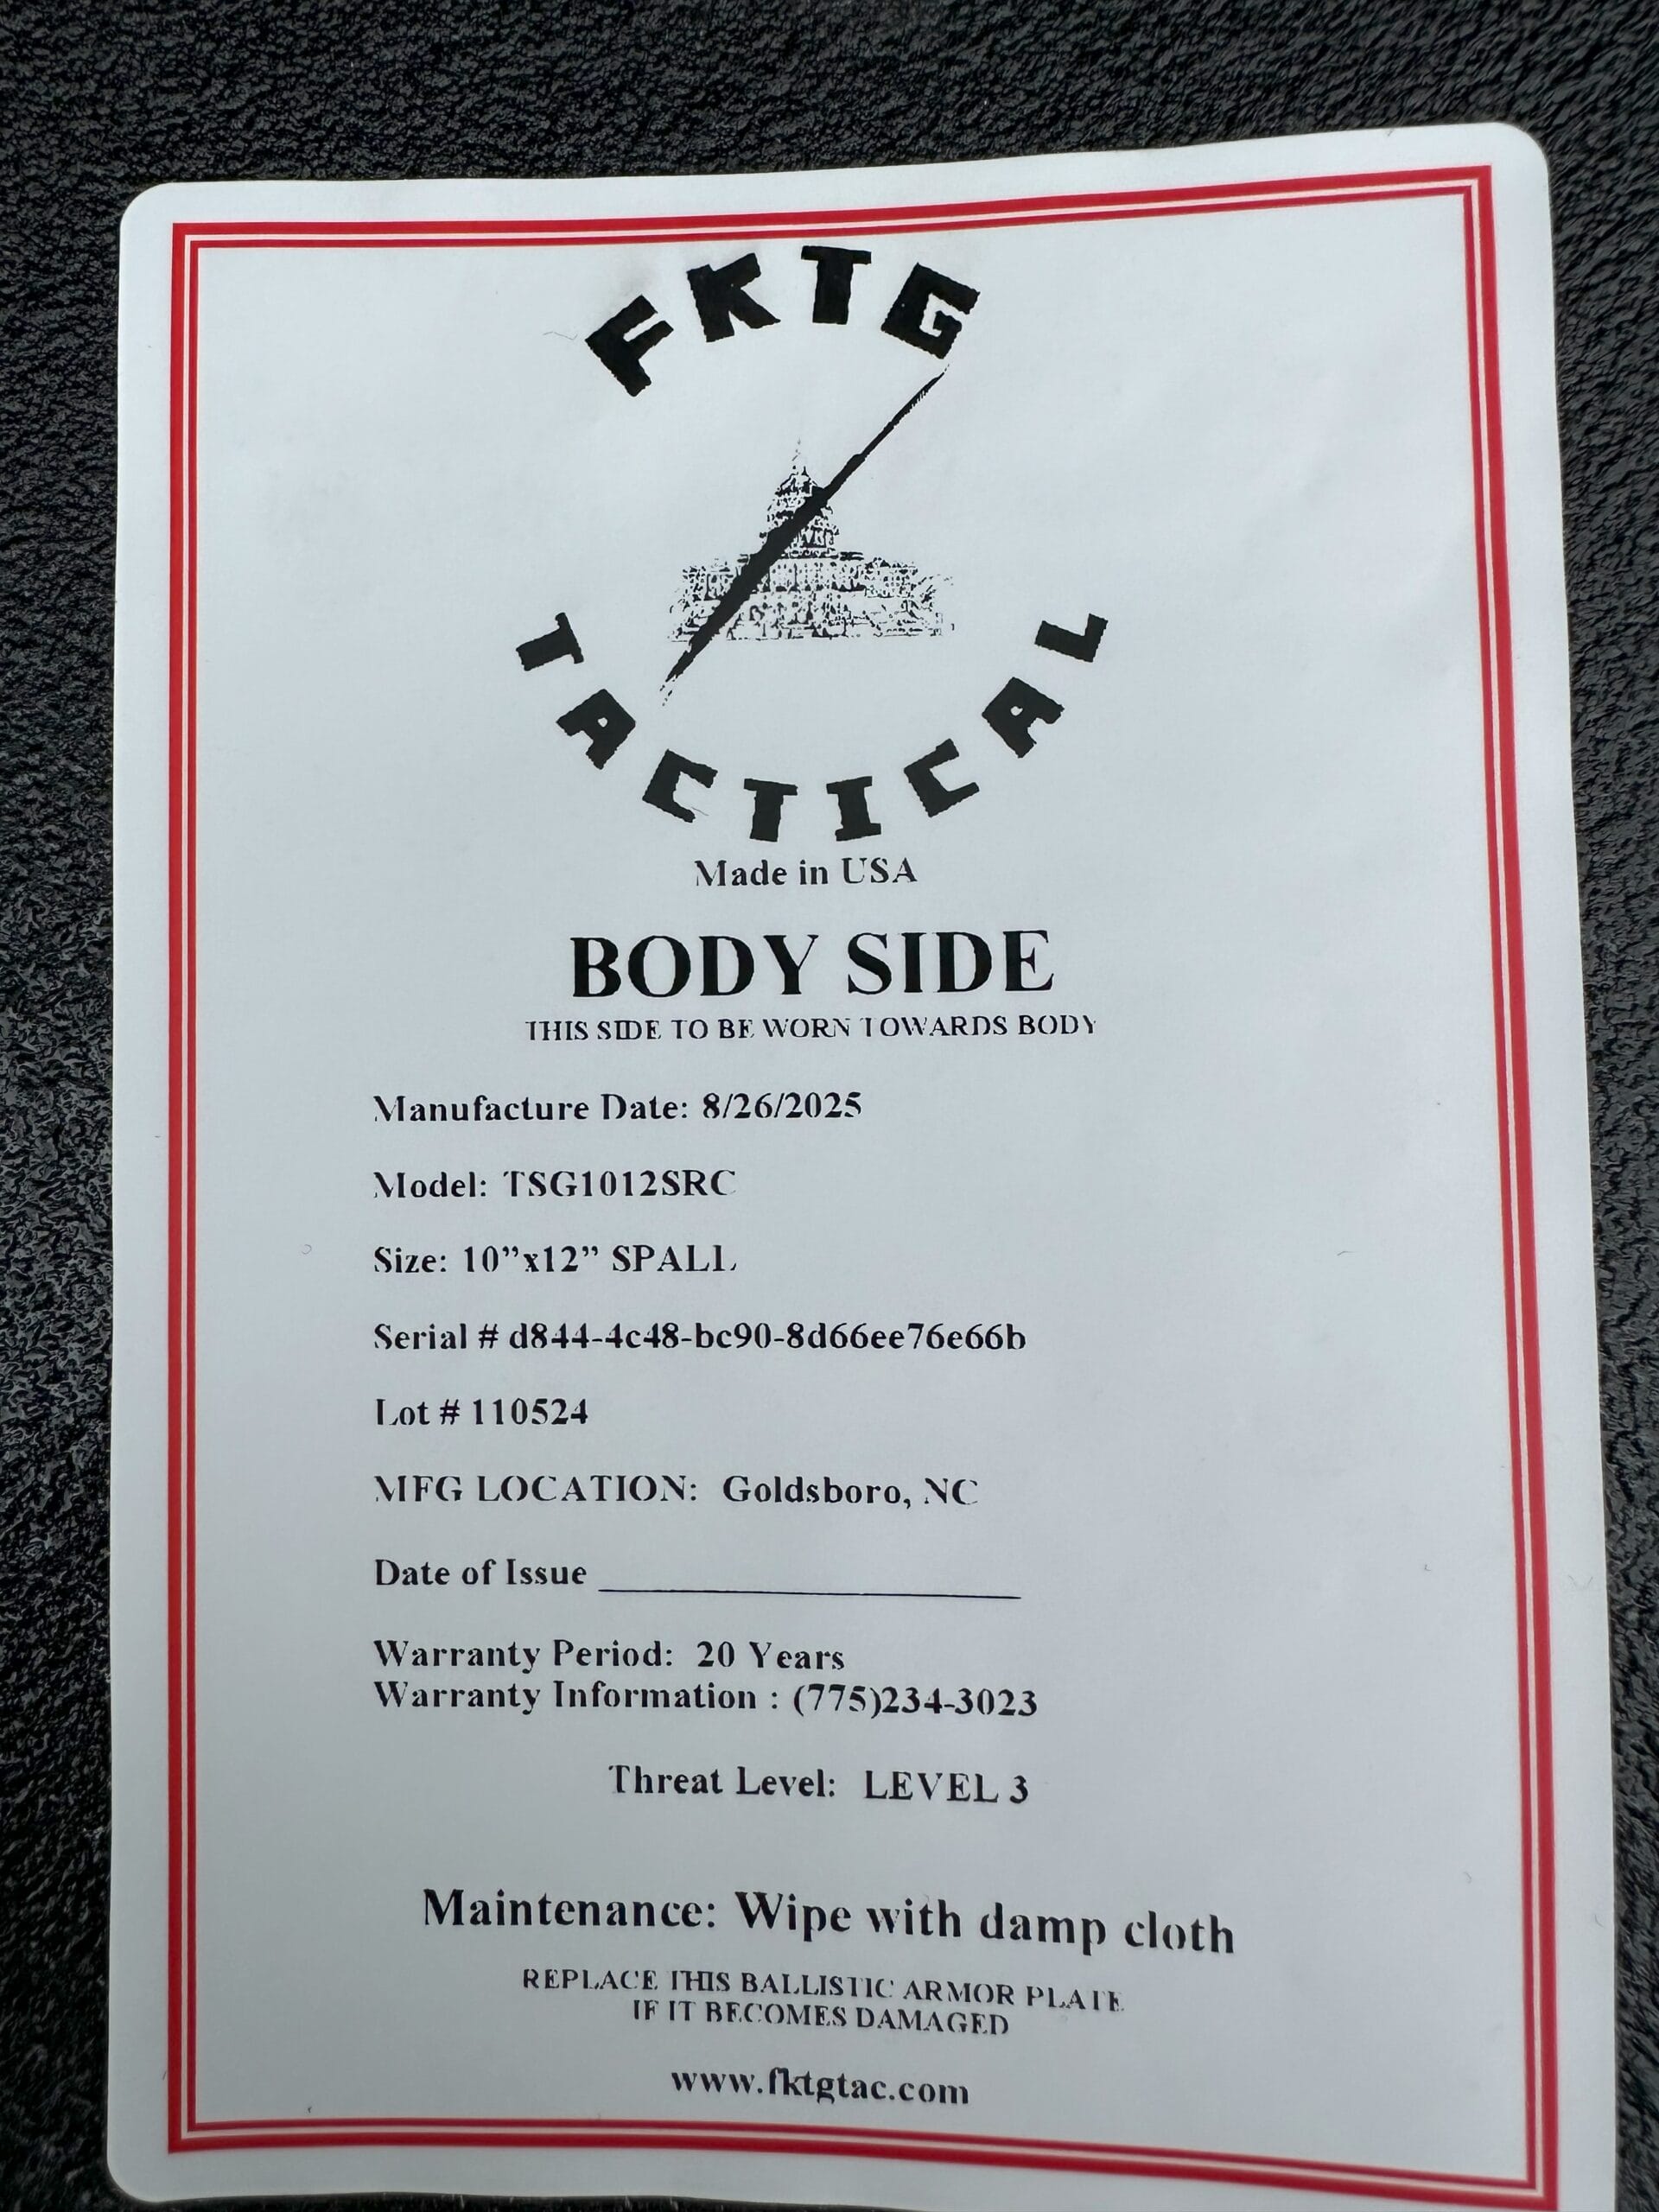 FKTG
TACTICAL
Made in USA
BODY SIDE
THIS SIDE TO BE WORN TOWARDS BODY
Manufacture Date: 8/26/2025
Model: TSG1012SRC
Size: 10”x12” SPALL
Serial # d844-4c48-bc90-8d66ee76e66b
Lot # 110524
MFG LOCATION: Goldsboro, NC
Date of Issue
Warranty Period: 20 Years
Warranty Information : (775)234-3023
Threat Level: LEVEL 3
Maintenance: Wipe with damp cloth
REPLACE THIS BALLISTIC ARMOR PLATE
IF IT BECOMES DAMAGED
www.fktgtac.com